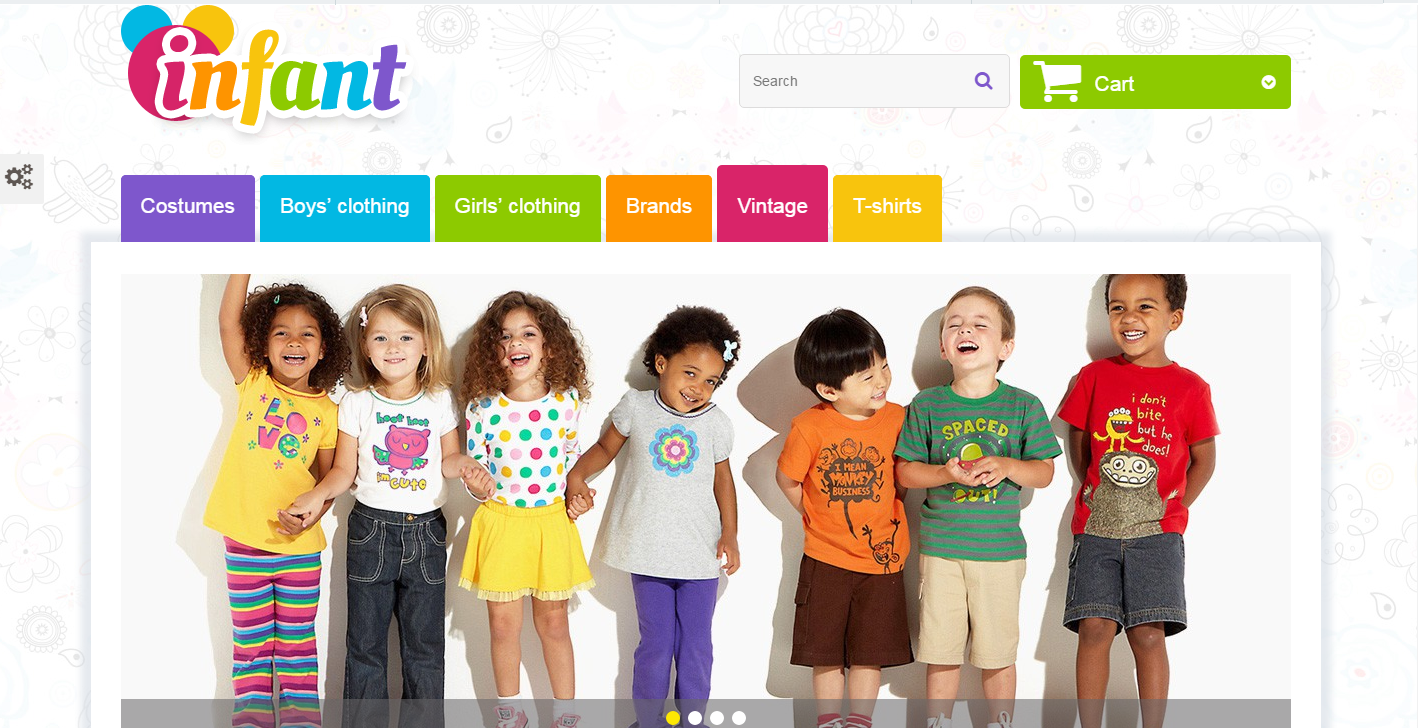 infant
Search
Cart
Costumes
Boys’ clothing
Girls’ clothing
Brands
Vintage
T-shirts
LOVE
hoot hoot
im cute
I MEAN
MONKEY
BUSINESS
SPACED
OUT!
i don't
bite,
but he
does!